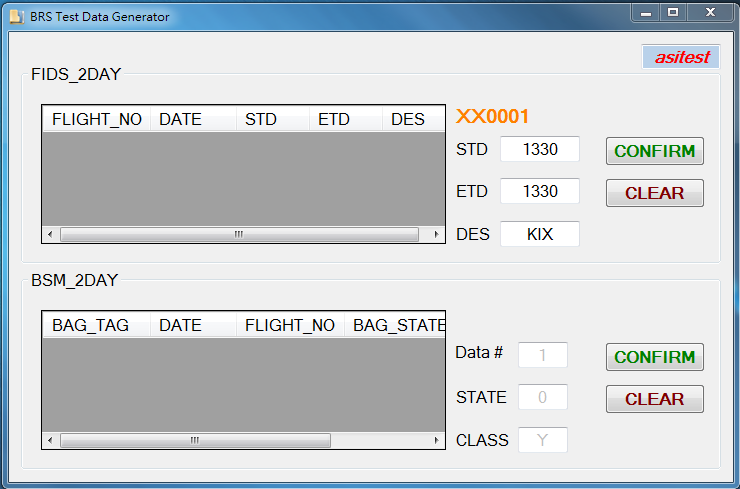 BRS Test Data Generator
asitest
FIDS_2DAY
FLIGHT_NO DATE STD ETD DES
XX0001
STD 1330 CONFIRM
ETD 1330 CLEAR
DES KIX
BSM_2DAY
BAG_TAG DATE FLIGHT_NO BAG_STATE
Data # 1 CONFIRM
STATE 0 CLEAR
CLASS Y